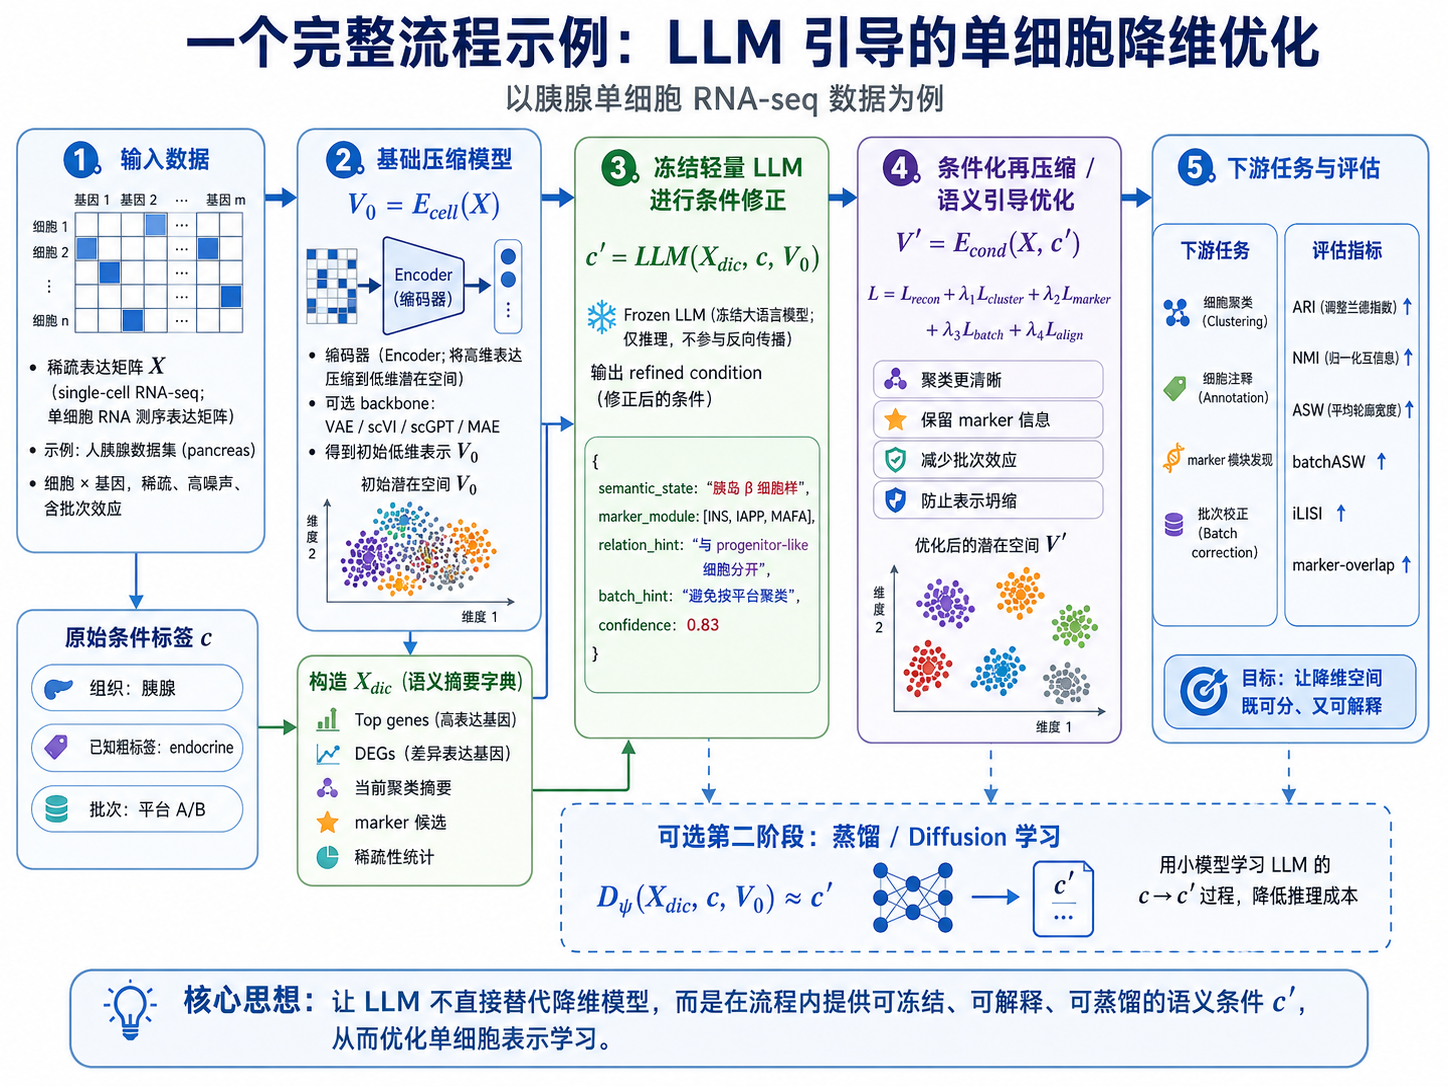 一个完整流程示例：LLM 引导的单细胞降维优化
以胰腺单细胞 RNA-seq 数据为例
1 输入数据
基因 1 基因 2 ··· 基因 m
细胞 1 ···
细胞 2 ···
⋮ ···
细胞 n ···
• 稀疏表达矩阵 X
（single-cell RNA-seq；
单细胞 RNA 测序表达矩阵）
• 示例：人胰腺数据集 (pancreas)
• 细胞 × 基因，稀疏、高噪声、
含批次效应
原始条件标签 c
组织：胰腺
已知粗标签：endocrine
批次：平台 A/B
2 基础压缩模型
V₀ = E_cell(X)
Encoder
(编码器)
⋮
• 编码器（Encoder；将高维表达
压缩到低维潜在空间）
• 可选 backbone：
VAE / scVI / scGPT / MAE
• 得到初始低维表示 V₀
初始潜在空间 V₀
维度 2
维度 1
构造 X_dic (语义摘要字典)
Top genes (高表达基因)
DEGs（差异表达基因）
当前聚类摘要
marker 候选
稀疏性统计
3 冻结轻量 LLM
进行条件修正
c′ = LLM(X_dic, c, V₀)
Frozen LLM (冻结大语言模型；
仅推理，不参与反向传播）
输出 refined condition
（修正后的条件）
{
semantic_state: “胰岛 β 细胞样”,
marker_module: [INS, IAPP, MAFA],
relation_hint: “与 progenitor-like
细胞分开”,
batch_hint: “避免按平台聚类”,
confidence: 0.83
}
4 条件化再压缩 /
语义引导优化
V′ = E_cond(X, c′)
L = L_recon + λ₁L_cluster + λ₂L_marker
+ λ₃L_batch + λ₄L_align
聚类更清晰
保留 marker 信息
减少批次效应
防止表示坍缩
优化后的潜在空间 V′
维度 2
维度 1
5 下游任务与评估
下游任务
细胞聚类
(Clustering)
细胞注释
(Annotation)
marker 模块发现
批次校正
（Batch
correction）
评估指标
ARI (调整兰德指数) ↑
NMI (归一化互信息) ↑
ASW (平均轮廓宽度) ↑
batchASW ↑
iLISI ↑
marker-overlap ↑
目标：让降维空间
既可分、又可解释
可选第二阶段：蒸馏 / Diffusion 学习
D_ψ(X_dic, c, V₀) ≈ c′
c′
···
用小模型学习 LLM 的
c → c′ 过程，降低推理成本
核心思想：让 LLM 不直接替代降维模型，而是在流程内提供可冻结、可解释、可蒸馏的语义条件 c′，
从而优化单细胞表示学习。